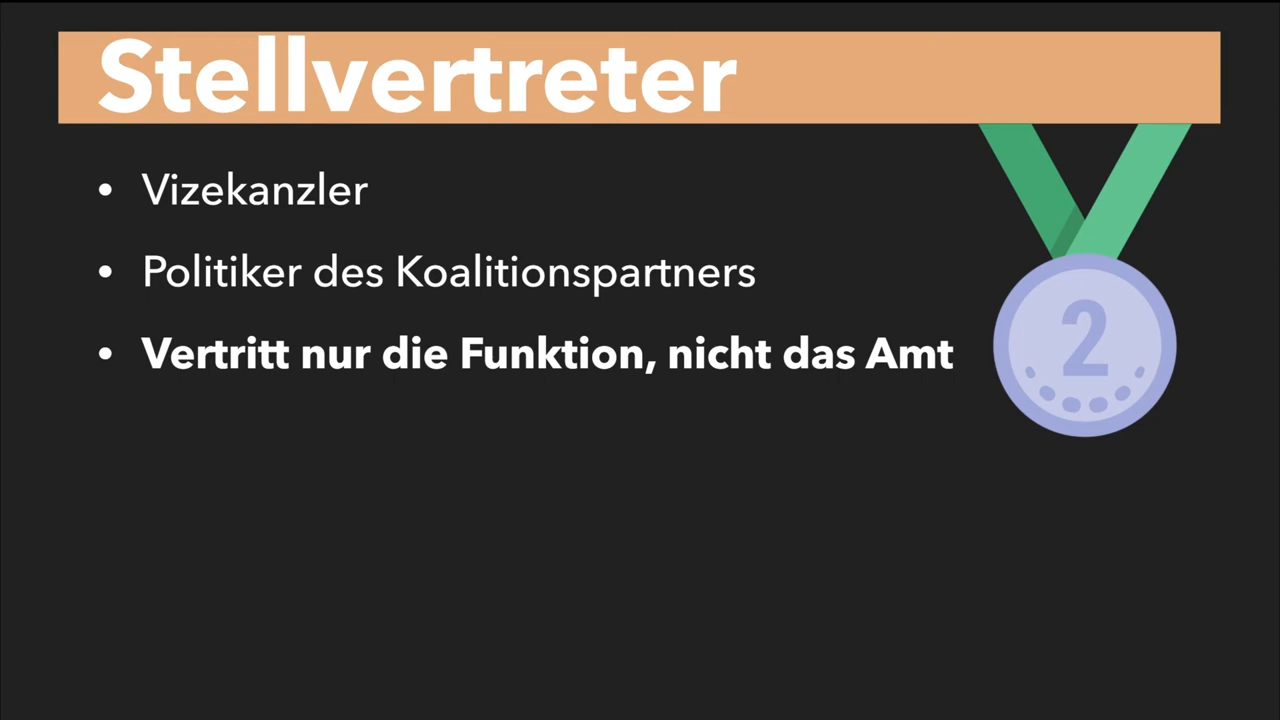 Stellvertreter
• Vizekanzler
• Politiker des Koalitionspartners
• Vertritt nur die Funktion, nicht das Amt
2